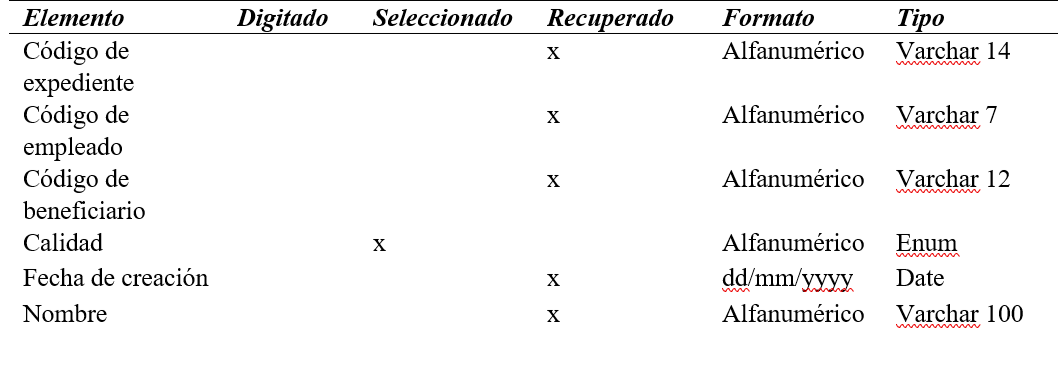 Elemento Digitado Seleccionado Recuperado Formato Tipo
Código de expediente x Alfanumérico Varchar 14
Código de empleado x Alfanumérico Varchar 7
Código de beneficiario x Alfanumérico Varchar 12
Calidad x Alfanumérico Enum
Fecha de creación x dd/mm/yyyy Date
Nombre x Alfanumérico Varchar 100